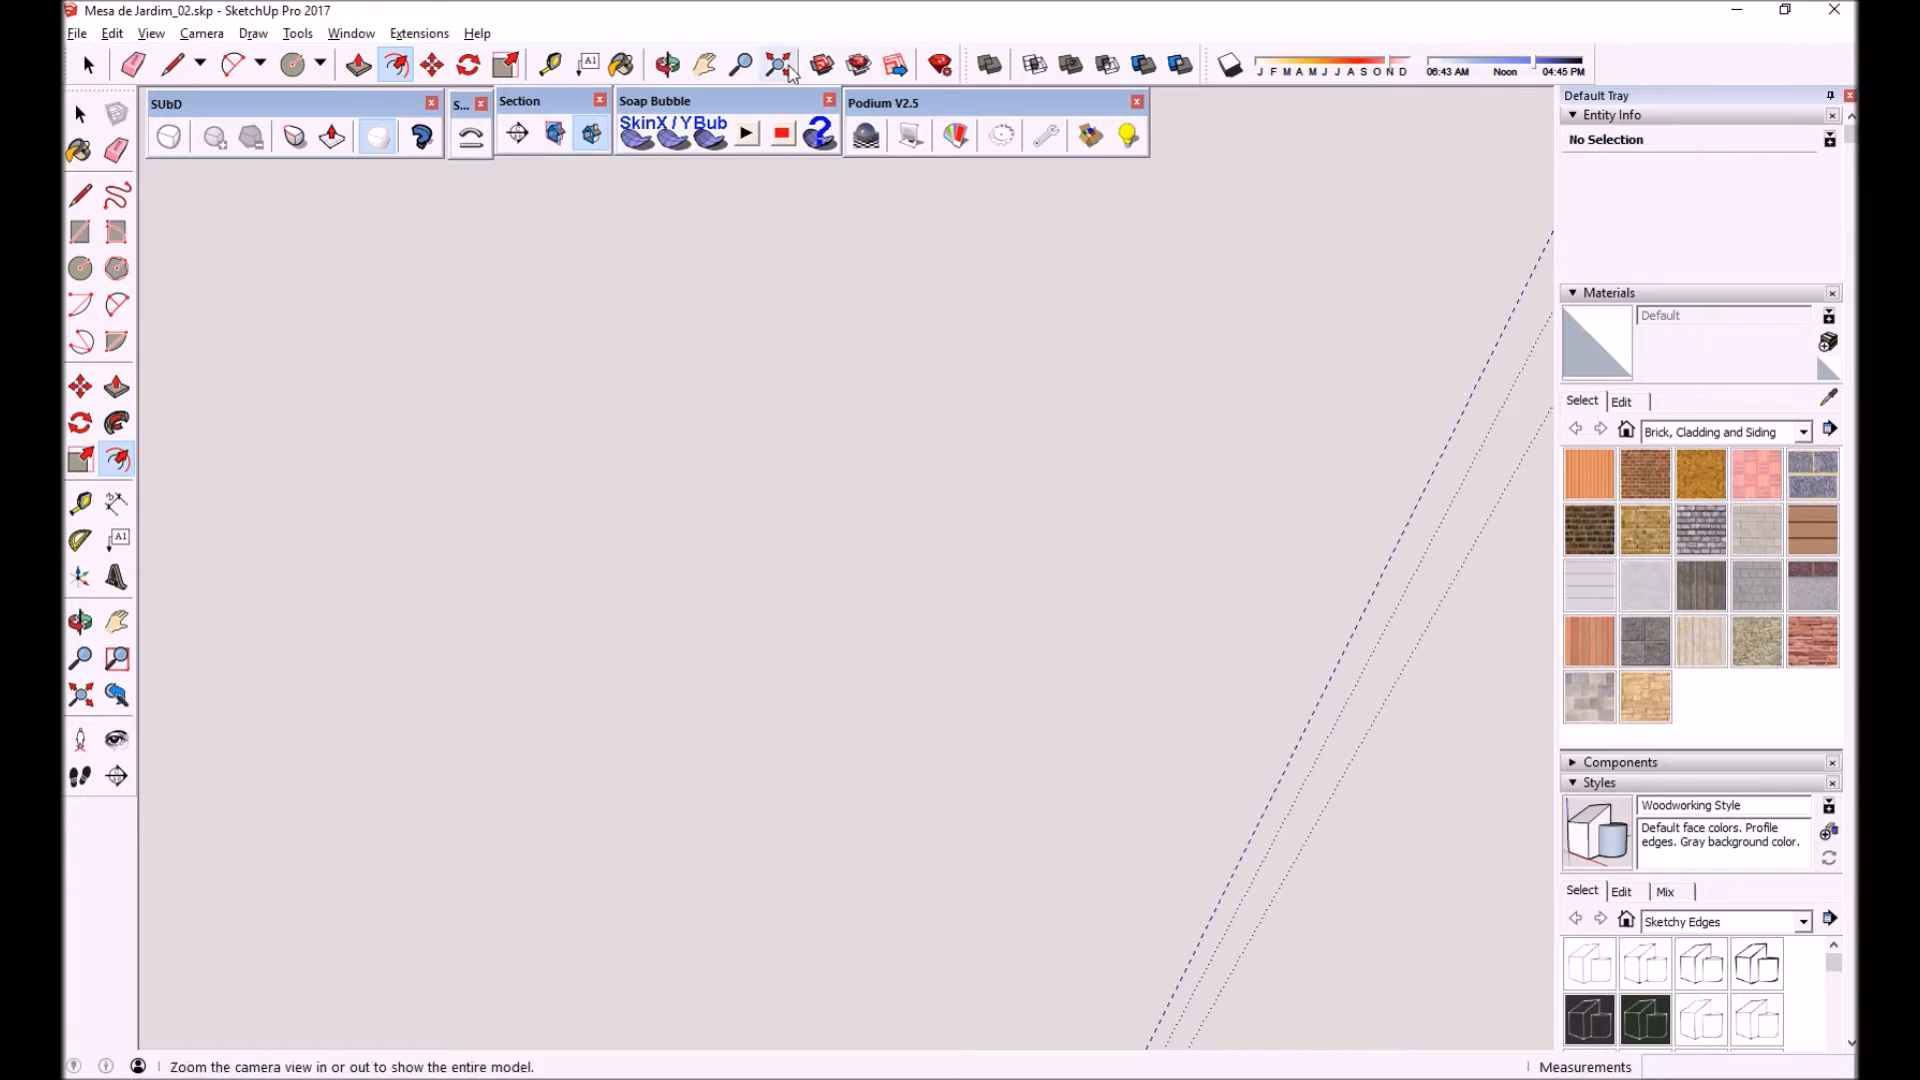 Mesa de Jardim_02.skp - SketchUp Pro 2017
File Edit View Camera Draw Tools Window Extensions Help
A1
J F M A M J J A S O N D
06:43 AM Noon 04:45 PM
SUbD
S...
Section
Soap Bubble
Podium V2.5
SkinX / YBub
Default Tray
Entity Info
No Selection
Materials
Default
Select Edit
Brick, Cladding and Siding
A1
Components
Styles
Woodworking Style
Default face colors. Profile
edges. Gray background color.
Select Edit Mix
Sketchy Edges
Zoom the camera view in or out to show the entire model.
Measurements